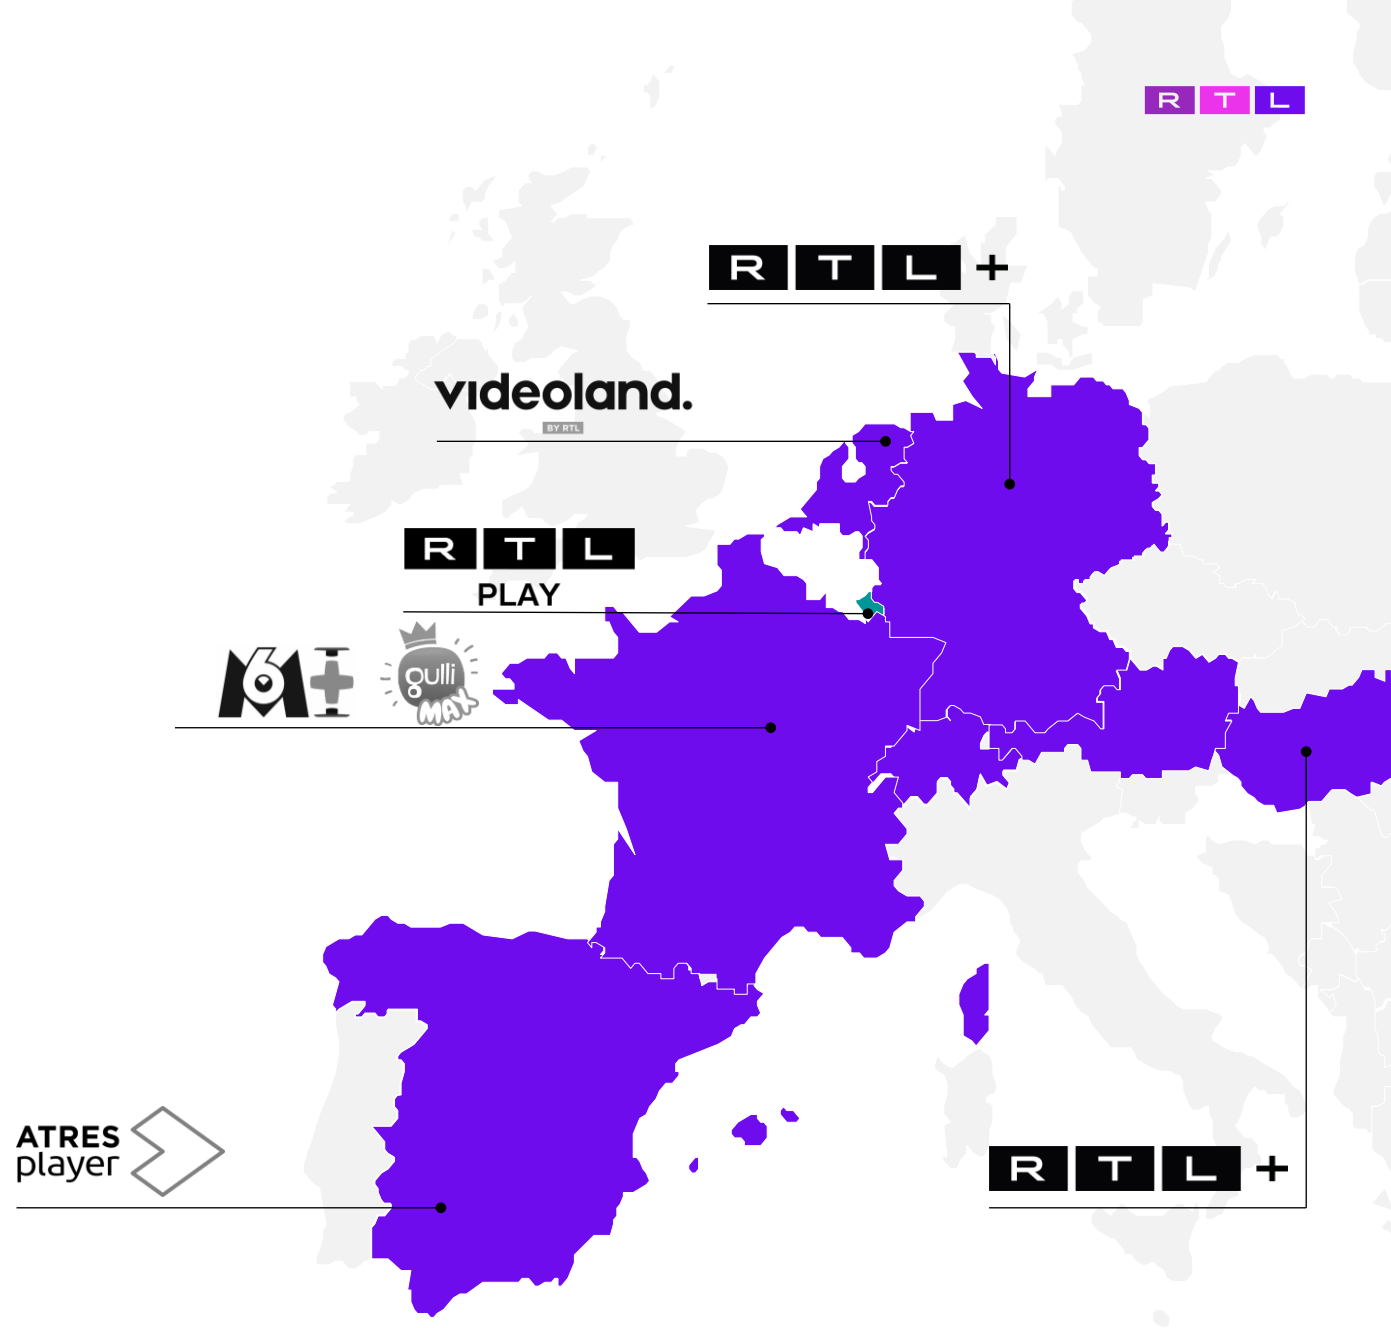 RTL
RTL+
videoland.
BY RTL
RTL
PLAY
M6+
gulli
MAX
ATRES
player
RTL+